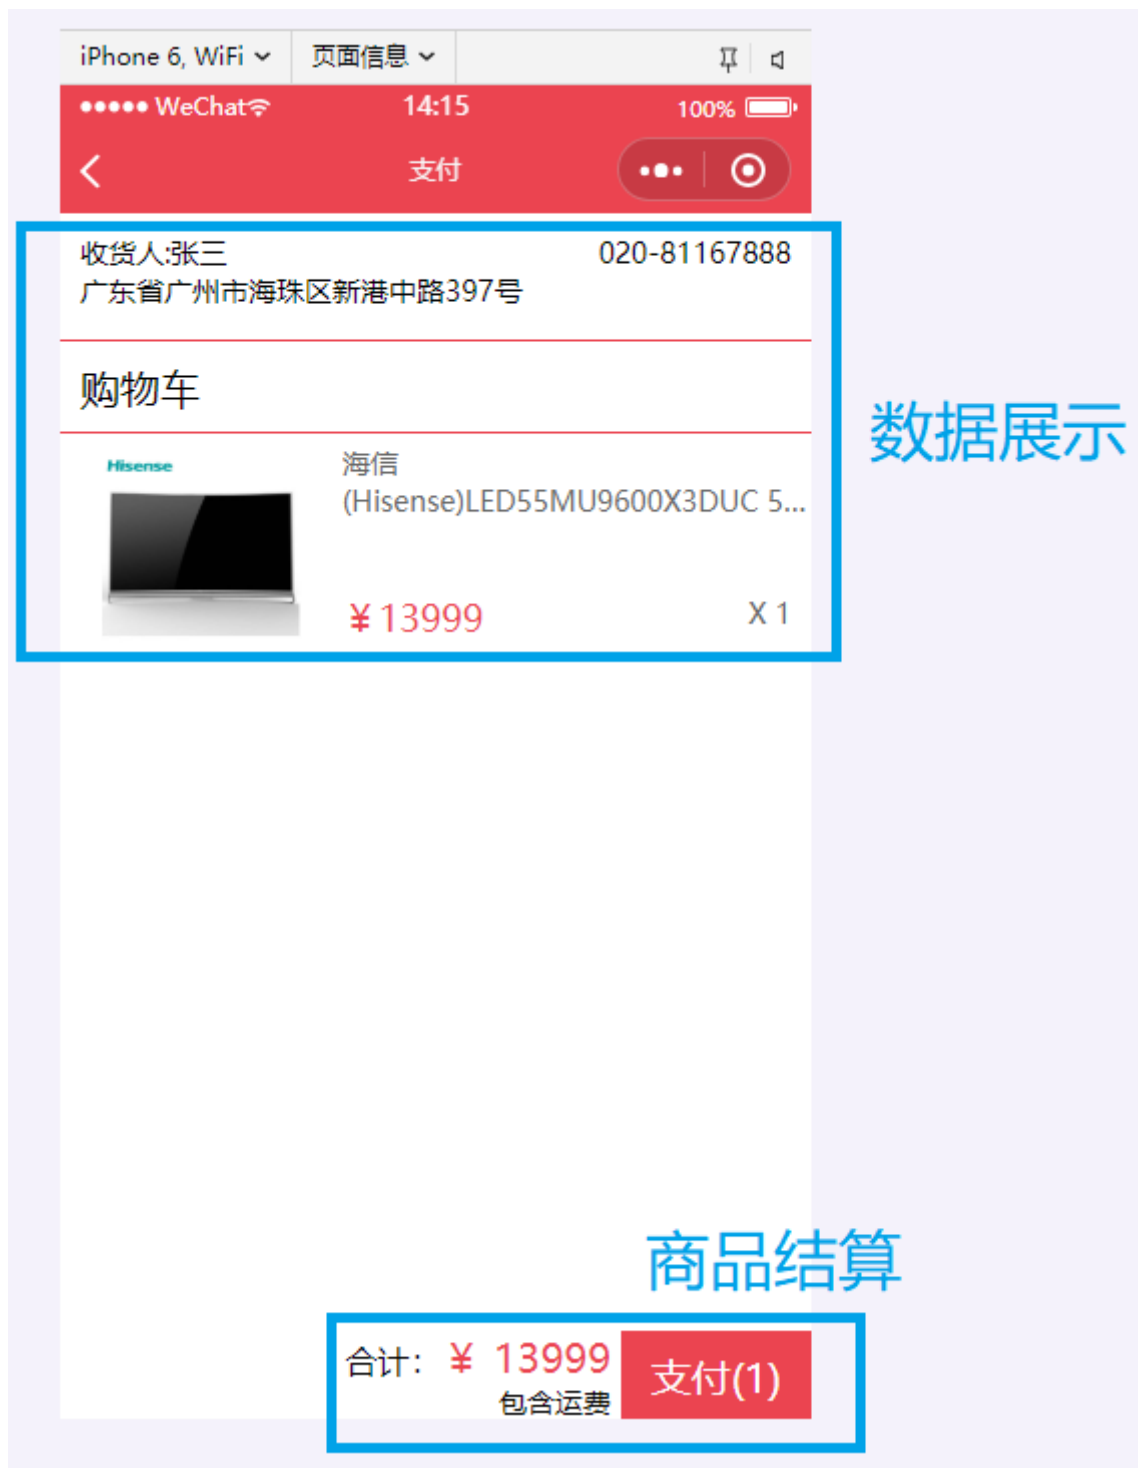 iPhone 6, WiFi 页面信息
WeChat 14:15 100%
支付
收货人:张三 020-81167888
广东省广州市海珠区新港中路397号
购物车
数据展示
Hisense
海信
(Hisense)LED55MU9600X3DUC 5...
¥13999 X 1
商品结算
合计: ¥ 13999
包含运费
支付(1)